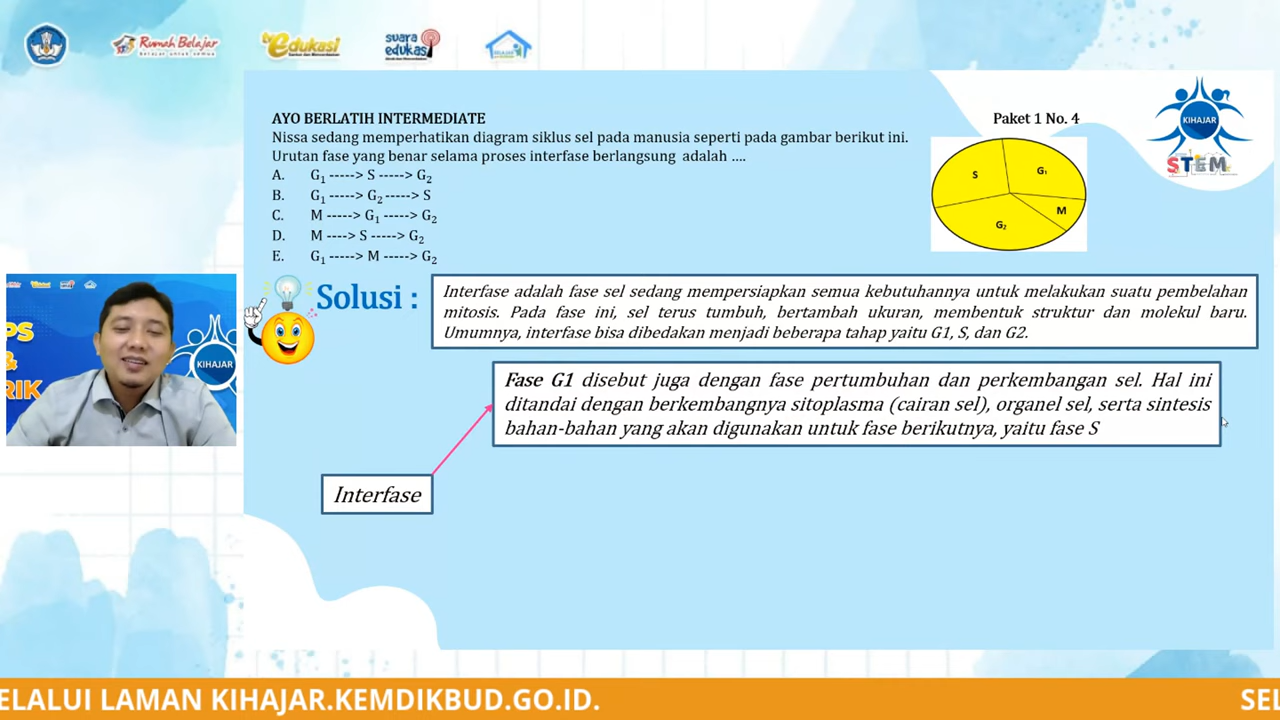 Rumah Belajar
Belajar untuk semua
tv Edukasi
suara
edukasi
AYO BERLATIH INTERMEDIATE
Paket 1 No. 4
Nissa sedang memperhatikan diagram siklus sel pada manusia seperti pada gambar berikut ini.
Urutan fase yang benar selama proses interfase berlangsung adalah ....
A. G₁ -----> S -----> G₂
B. G₁ -----> G₂ -----> S
C. M -----> G₁ -----> G₂
D. M ----> S -----> G₂
E. G₁ -----> M -----> G₂
S
G₁
M
G₂
KIHAJAR
STEM
Solusi :
Interfase adalah fase sel sedang mempersiapkan semua kebutuhannya untuk melakukan suatu pembelahan
mitosis. Pada fase ini, sel terus tumbuh, bertambah ukuran, membentuk struktur dan molekul baru.
Umumnya, interfase bisa dibedakan menjadi beberapa tahap yaitu G1, S, dan G2.
Fase G1 disebut juga dengan fase pertumbuhan dan perkembangan sel. Hal ini
ditandai dengan berkembangnya sitoplasma (cairan sel), organel sel, serta sintesis
bahan-bahan yang akan digunakan untuk fase berikutnya, yaitu fase S
Interfase
PS
&
RIK
KIHAJAR
ELALUI LAMAN KIHAJAR.KEMDIKBUD.GO.ID.
SEL